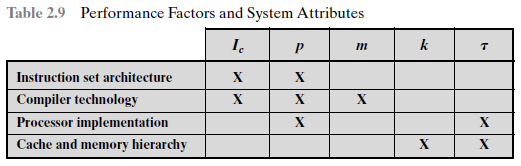 Table 2.9 Performance Factors and System Attributes
I_c p m k τ
Instruction set architecture X X
Compiler technology X X X
Processor implementation X X
Cache and memory hierarchy X X